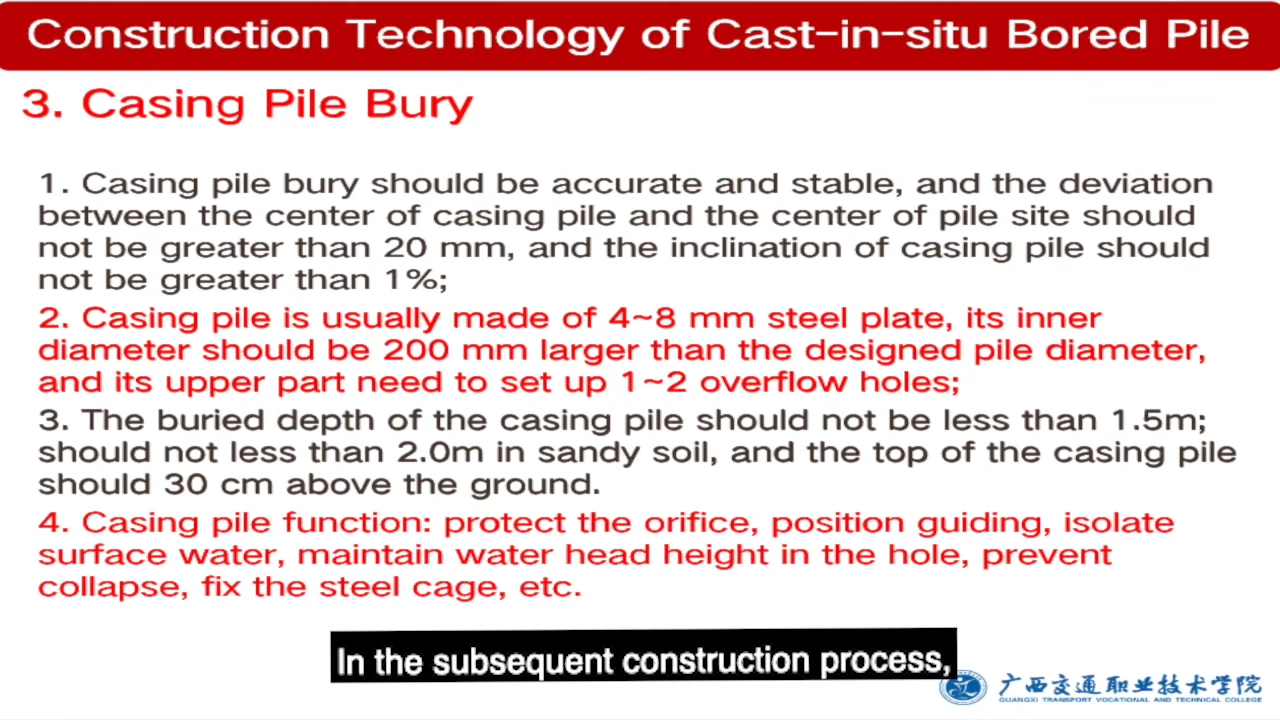 Construction Technology of Cast-in-situ Bored Pile
3. Casing Pile Bury
1. Casing pile bury should be accurate and stable, and the deviation
between the center of casing pile and the center of pile site should
not be greater than 20 mm, and the inclination of casing pile should
not be greater than 1%;
2. Casing pile is usually made of 4~8 mm steel plate, its inner
diameter should be 200 mm larger than the designed pile diameter,
and its upper part need to set up 1~2 overflow holes;
3. The buried depth of the casing pile should not be less than 1.5m;
should not less than 2.0m in sandy soil, and the top of the casing pile
should 30 cm above the ground.
4. Casing pile function: protect the orifice, position guiding, isolate
surface water, maintain water head height in the hole, prevent
collapse, fix the steel cage, etc.
In the subsequent construction process,
广西交通职业技术学院
GUANGXI TRANSPORT VOCATIONAL AND TECHNICAL COLLEGE